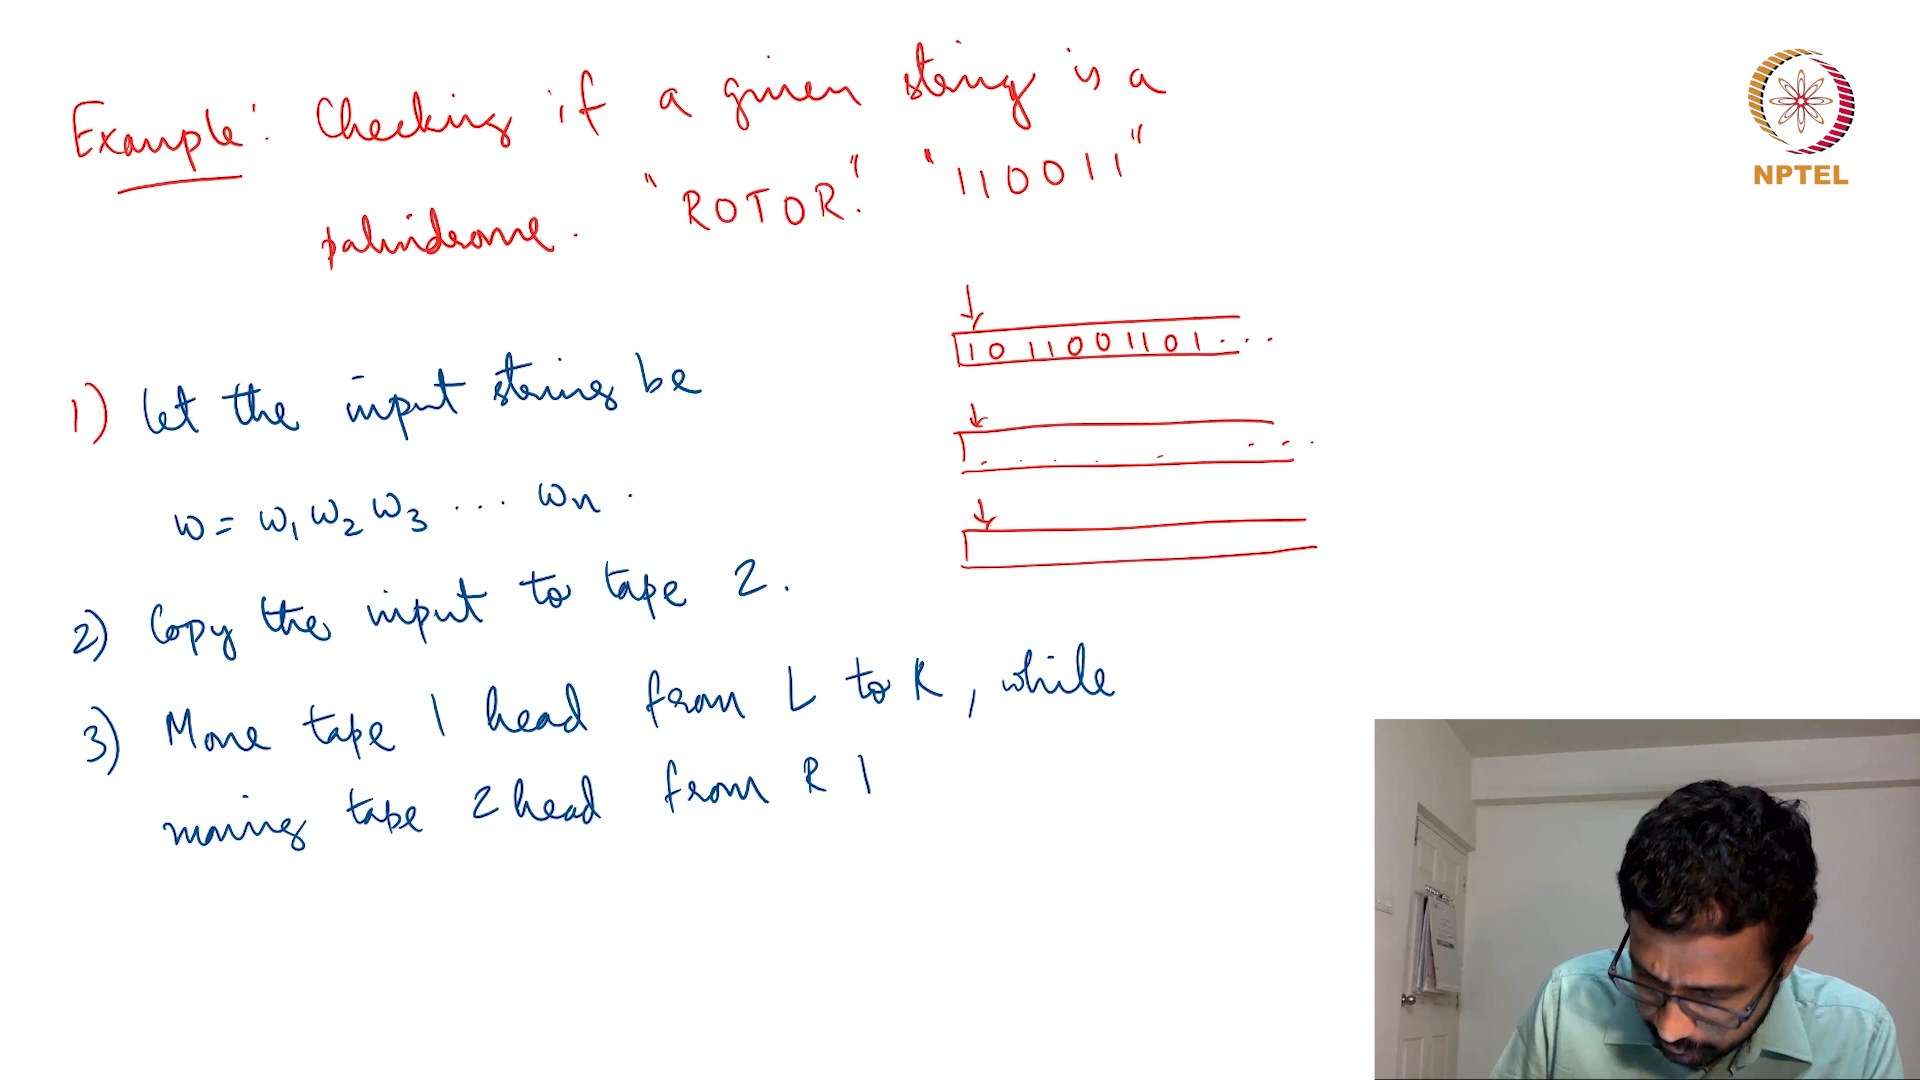 Example: Checking if a given string is a
palindrome. "ROTOR." "110011"
NPTEL
1011001101...
1) Let the input string be
w = w1 w2 w3 ... wn.
2) Copy the input to tape 2.
3) Move tape 1 head from L to R, while
moving tape 2 head from R